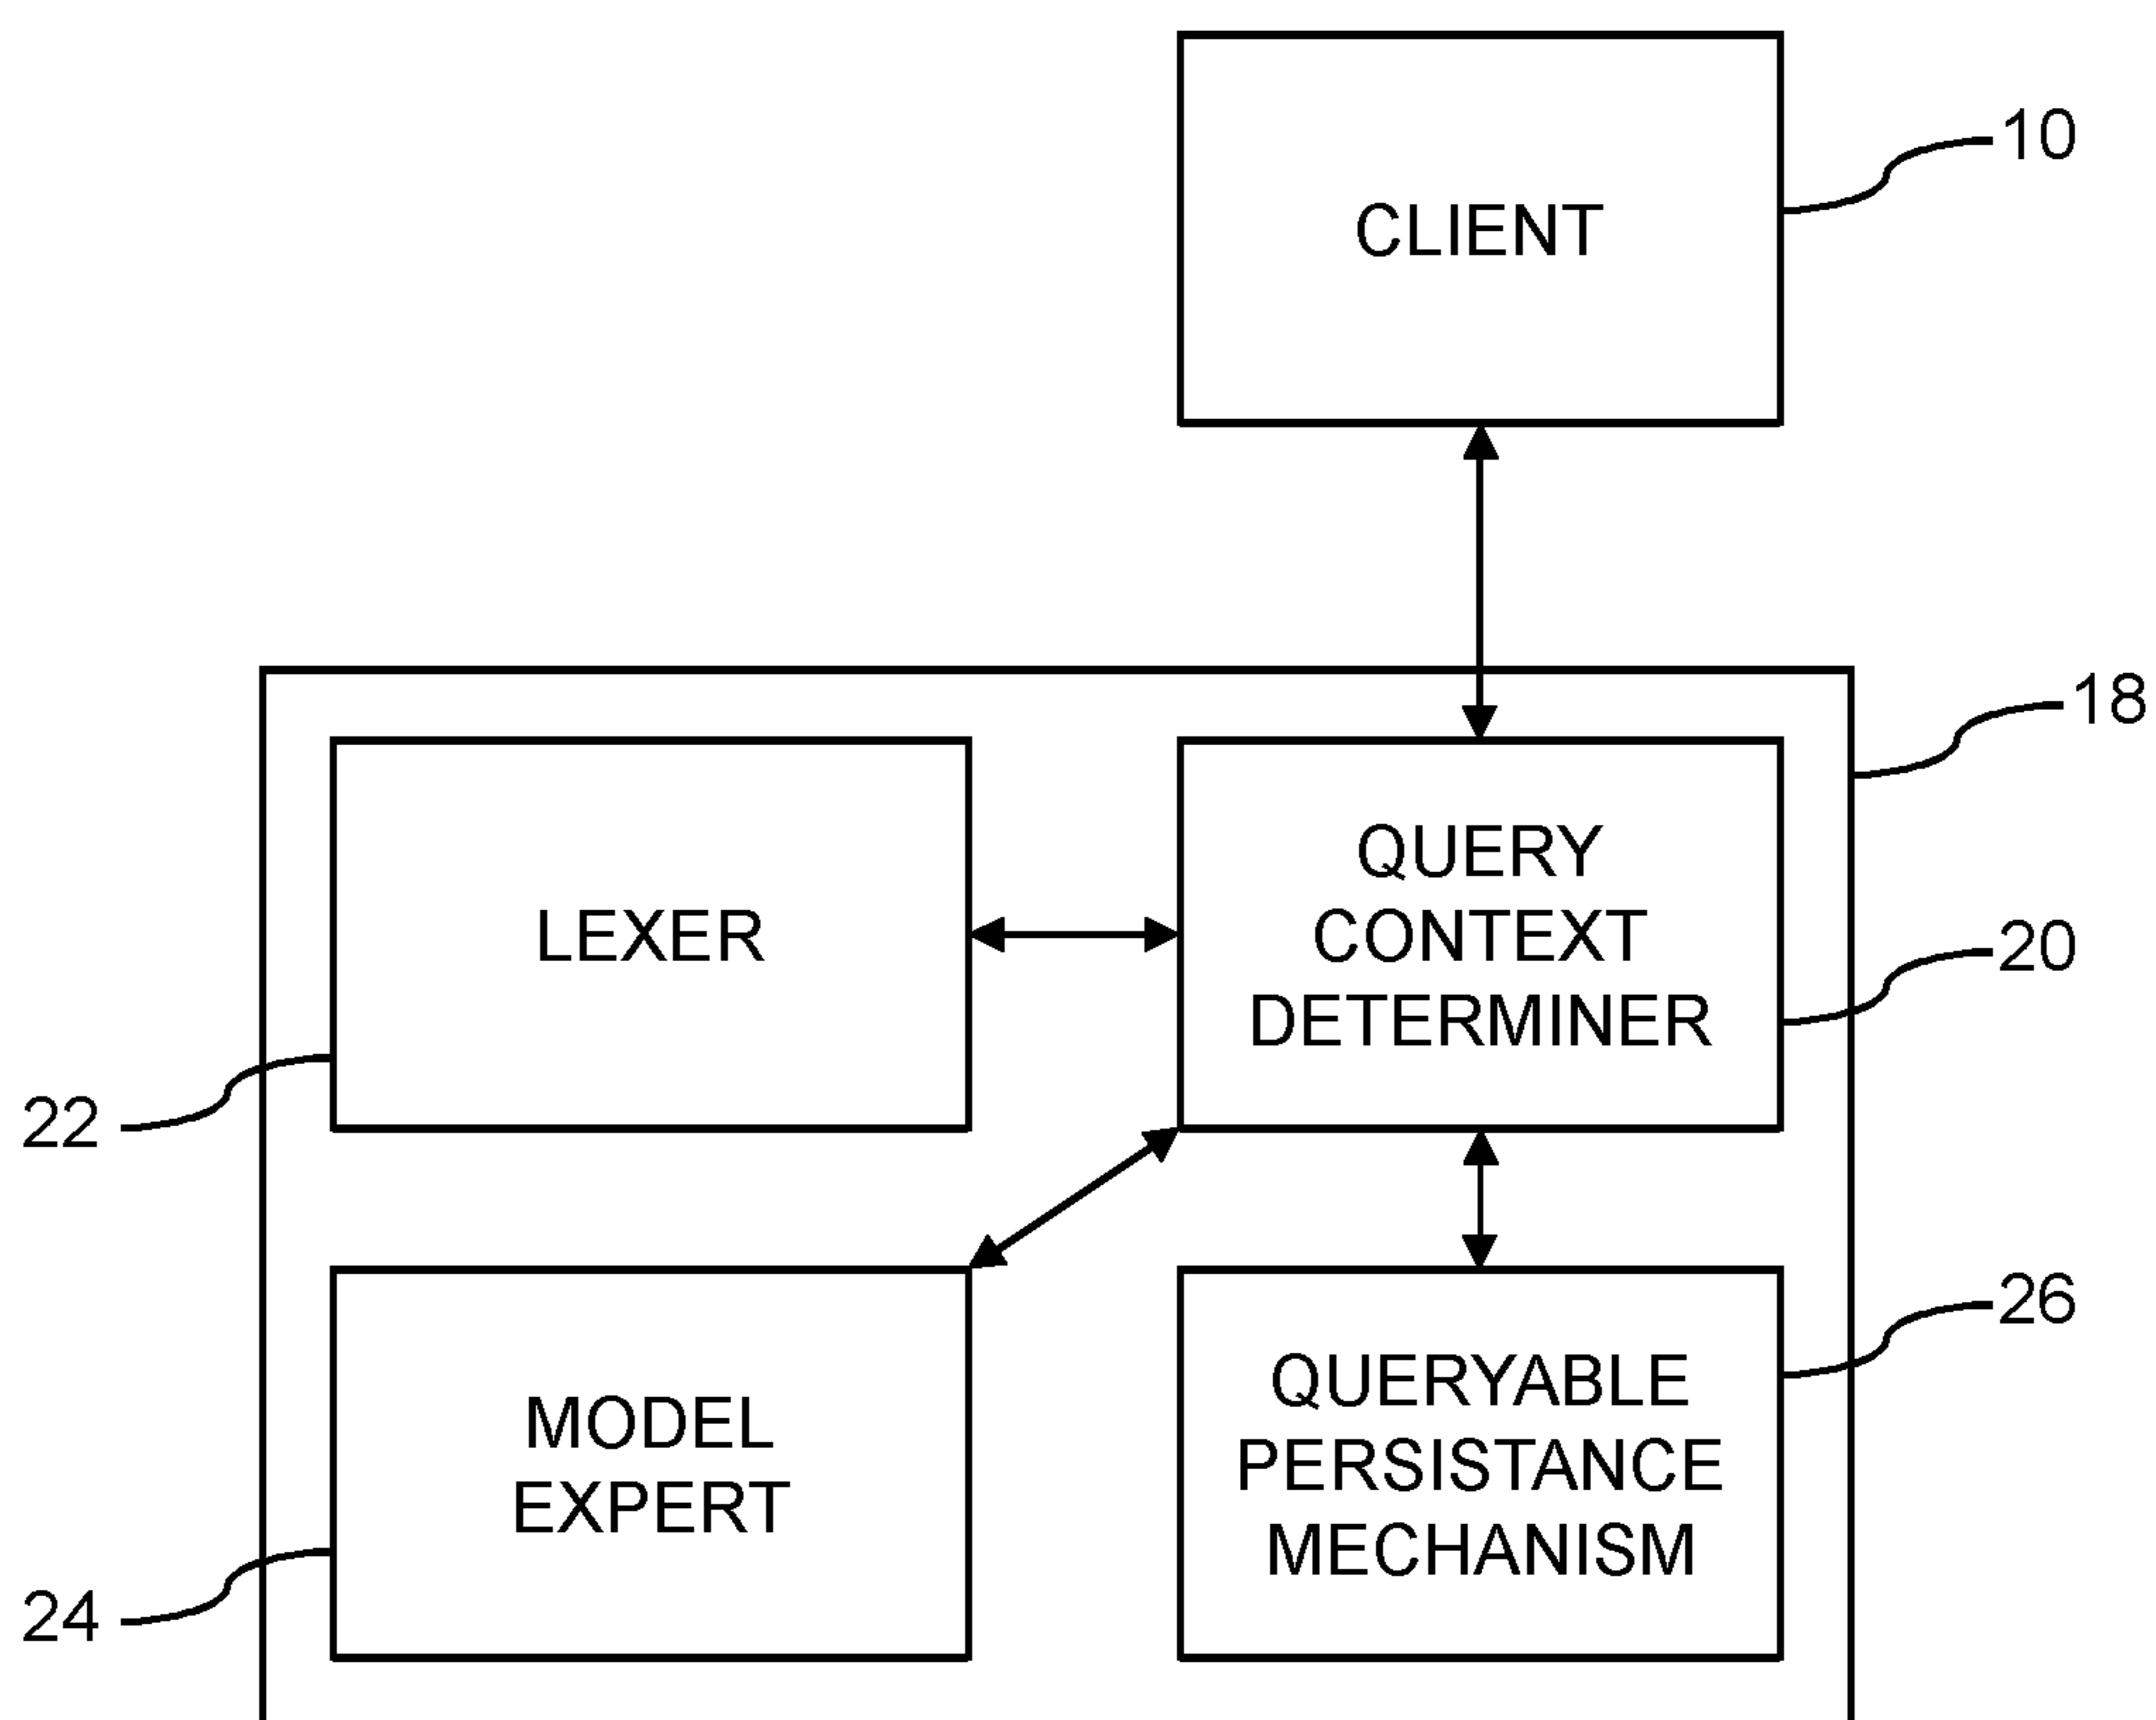 10
CLIENT
18
QUERY
CONTEXT
DETERMINER
LEXER
20
22
QUERYABLE
PERSISTANCE
MECHANISM
26
MODEL
EXPERT
24